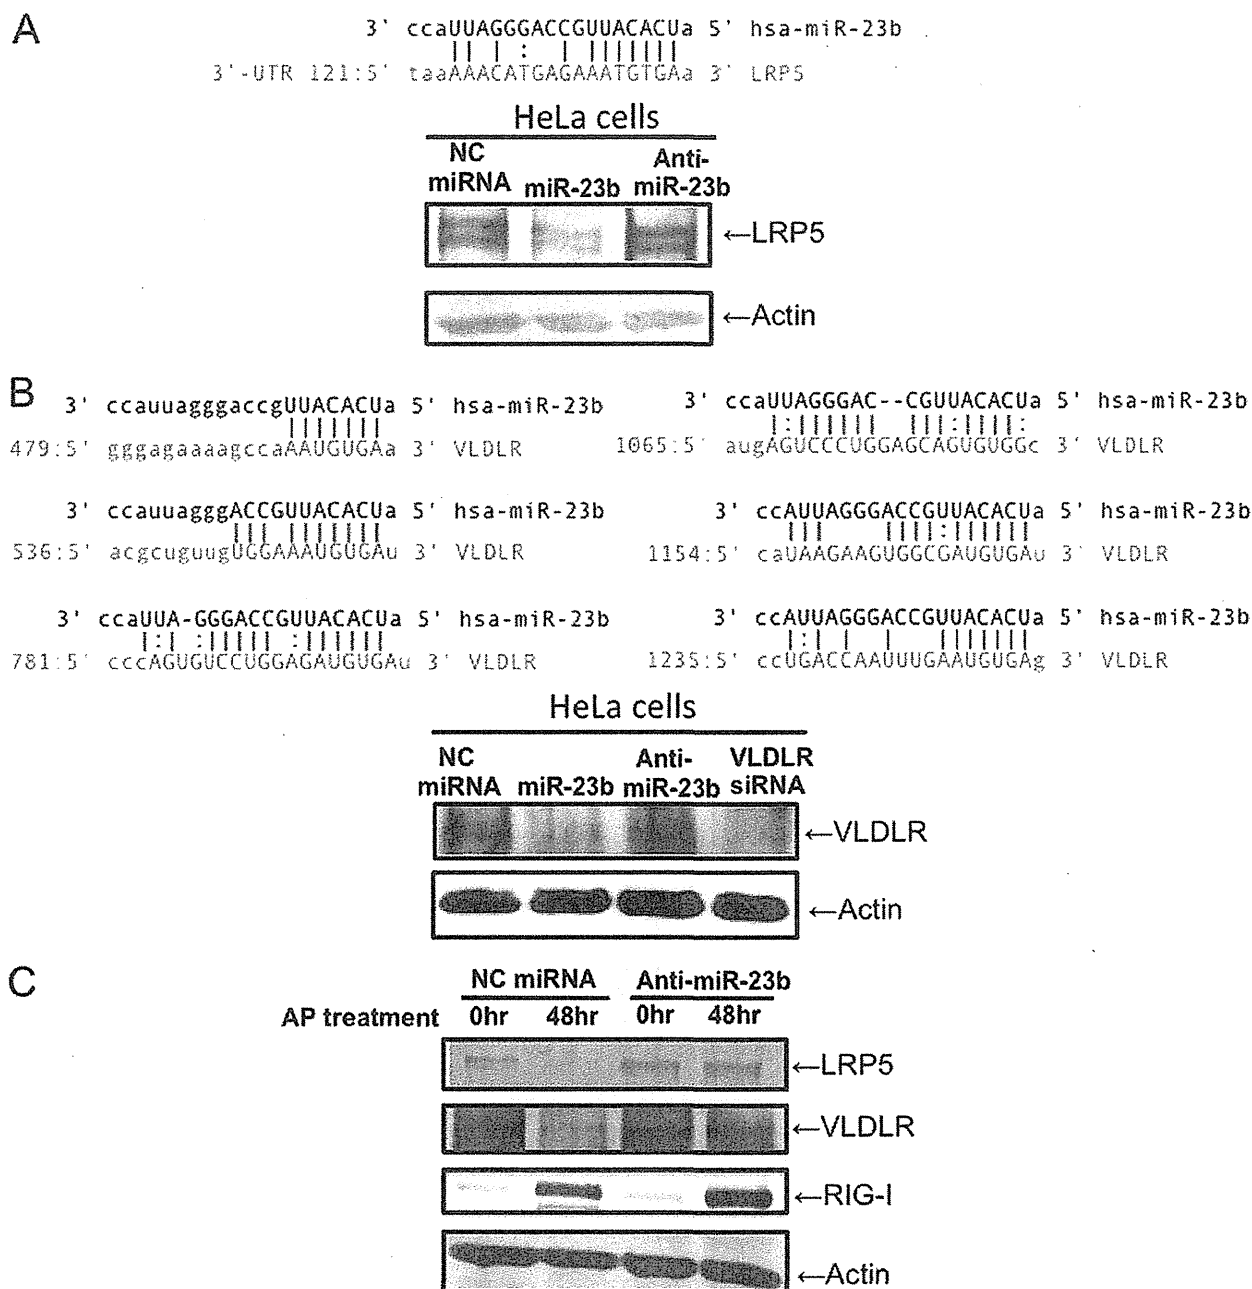 A
3' ccaUUAGGGACCGUUACACUa 5' hsa-miR-23b
3'-UTR 121:5' taaAAACATGAGAAATGTGAa 3' LRP5
HeLa cells
NC miRNA miR-23b Anti-miR-23b
←LRP5
←Actin
B
3' ccauuagggaccgUUACACUa 5' hsa-miR-23b
479:5' gggagaaaagccaAAUGUGAa 3' VLDLR
3' ccaUUAGGGAC--CGUUACACUa 5' hsa-miR-23b
1065:5' augAGUCCCUGGAGCAGUGUGGc 3' VLDLR
3' ccauuagggACCGUUACACUa 5' hsa-miR-23b
536:5' acgcuguugUGGAAAUGUGAu 3' VLDLR
3' ccAUUAGGGACCGUUACACUa 5' hsa-miR-23b
1154:5' caUAAGAAGUGGCGAUGUGAu 3' VLDLR
3' ccaUUA-GGGACCGUUACACUa 5' hsa-miR-23b
781:5' cccAGUGUCCUGGAGAUGUGAu 3' VLDLR
3' ccAUUAGGGACCGUUACACUa 5' hsa-miR-23b
1235:5' ccUGACCAAUUUGAAUGUGAg 3' VLDLR
HeLa cells
NC miRNA miR-23b Anti-miR-23b VLDLR siRNA
←VLDLR
←Actin
C
NC miRNA Anti-miR-23b
AP treatment 0hr 48hr 0hr 48hr
←LRP5
←VLDLR
←RIG-I
←Actin